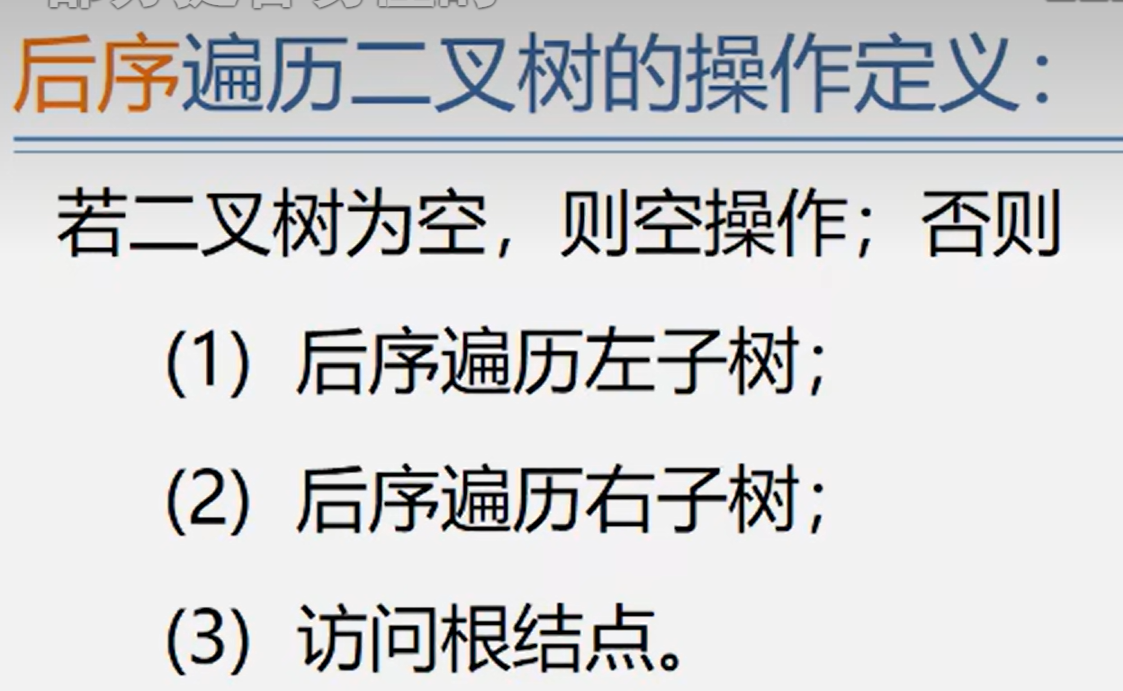 后序遍历二叉树的操作定义：
若二叉树为空，则空操作；否则
(1) 后序遍历左子树；
(2) 后序遍历右子树；
(3) 访问根结点。